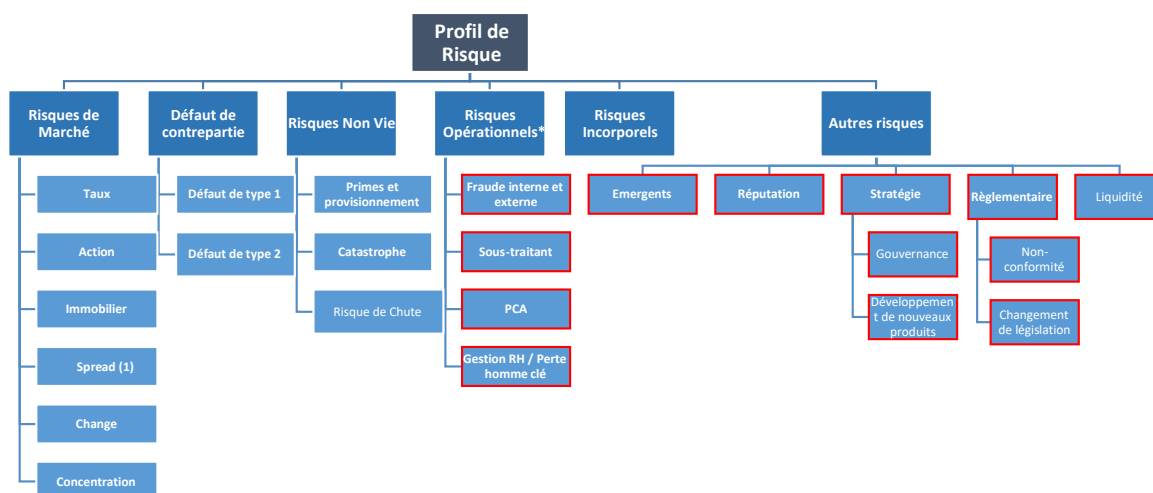 Profil de
Risque
Risques de
Marché
Défaut de
contrepartie
Risques Non Vie
Risques
Opérationnels*
Risques
Incorporels
Autres risques
Taux
Action
Immobilier
Spread (1)
Change
Concentration
Défaut de type 1
Défaut de type 2
Primes et
provisionnement
Catastrophe
Risque de Chute
Fraude interne et
externe
Sous-traitant
PCA
Gestion RH / Perte
homme clé
Emergents
Réputation
Stratégie
Gouvernance
Développemen
t de nouveaux
produits
Règlementaire
Non-
conformité
Changement
de législation
Liquidité